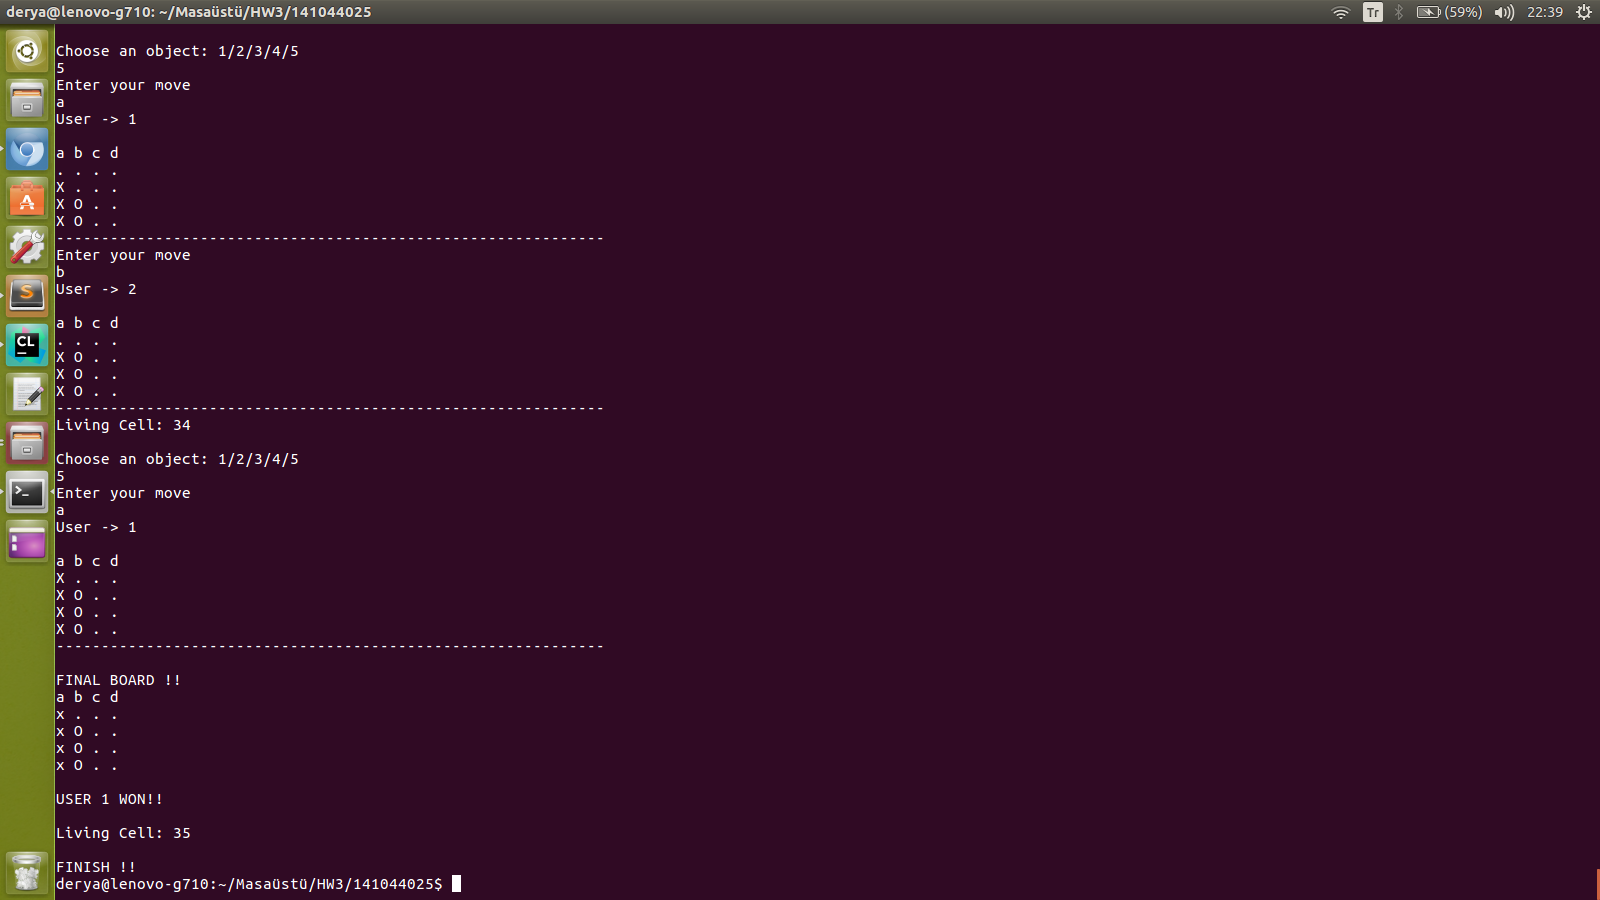 derya@lenovo-g710: ~/Masaüstü/HW3/141044025
Tr
(59%)
22:39
Choose an object: 1/2/3/4/5
5
Enter your move
a
User -> 1
a b c d
. . . .
X . . .
X O . .
X O . .
-------------------------------------------------------------
Enter your move
b
User -> 2
a b c d
. . . .
X O . .
X O . .
X O . .
-------------------------------------------------------------
Living Cell: 34
Choose an object: 1/2/3/4/5
5
Enter your move
a
User -> 1
a b c d
X . . .
X O . .
X O . .
X O . .
-------------------------------------------------------------
FINAL BOARD !!
a b c d
x . . .
x O . .
x O . .
x O . .
USER 1 WON!!
Living Cell: 35
FINISH !!
derya@lenovo-g710:~/Masaüstü/HW3/141044025$
A
S
CL
>_